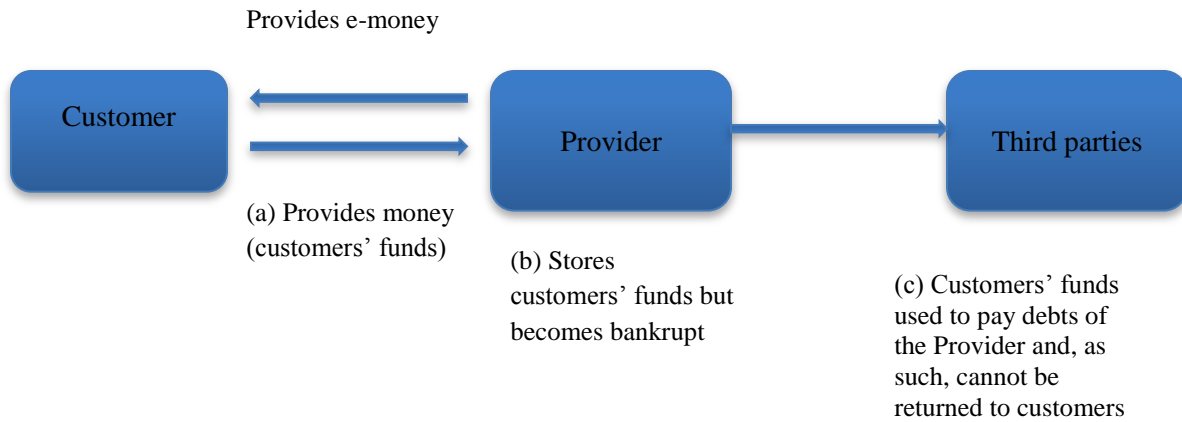 Provides e-money
Customer
Provider
Third parties
(a) Provides money
(customers’ funds)
(b) Stores
customers’ funds but
becomes bankrupt
(c) Customers’ funds
used to pay debts of
the Provider and, as
such, cannot be
returned to customers